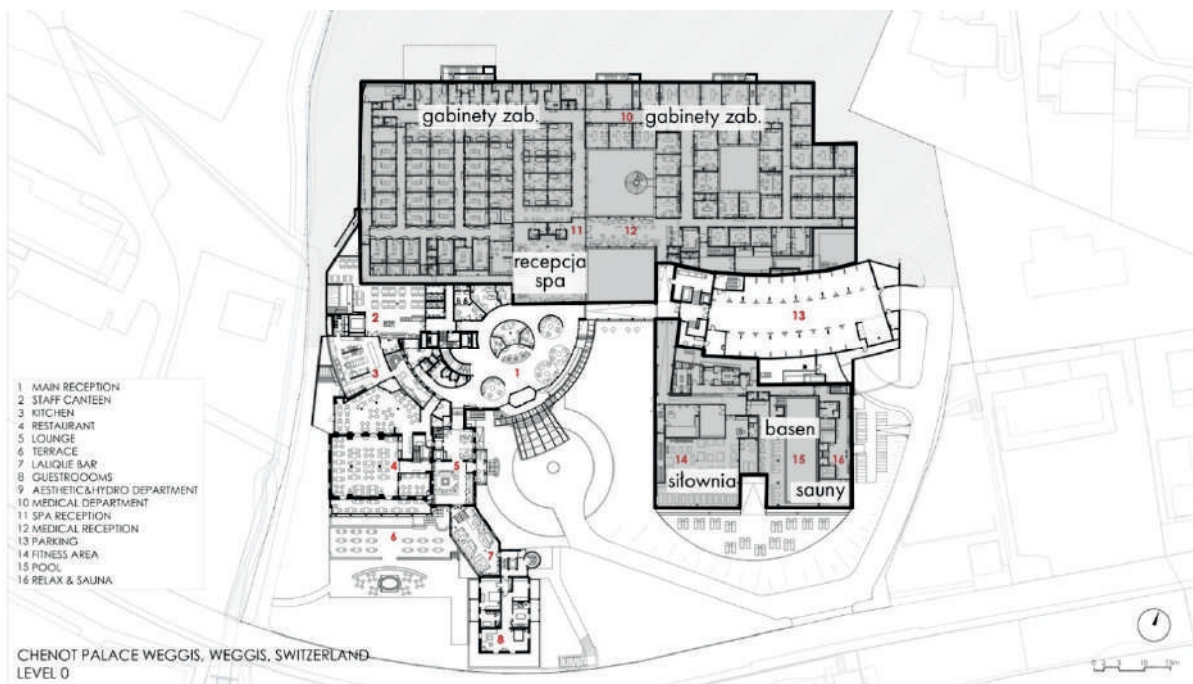 gabinety zab.
10
gabinety zab.
11
12
recepcja
spa
13
2
1
3
1 MAIN RECEPTION
2 STAFF CANTEEN
3 KITCHEN
4 RESTAURANT
5 LOUNGE
6 TERRACE
7 LALIQUE BAR
8 GUESTROOOMS
9 AESTHETIC&HYDRO DEPARTMENT
10 MEDICAL DEPARTMENT
11 SPA RECEPTION
12 MEDICAL RECEPTION
13 PARKING
14 FITNESS AREA
15 POOL
16 RELAX & SAUNA
basen
4
5
14
15
16
siłownia
sauny
6
7
8
CHENOT PALACE WEGGIS, WEGGIS, SWITZERLAND
LEVEL 0